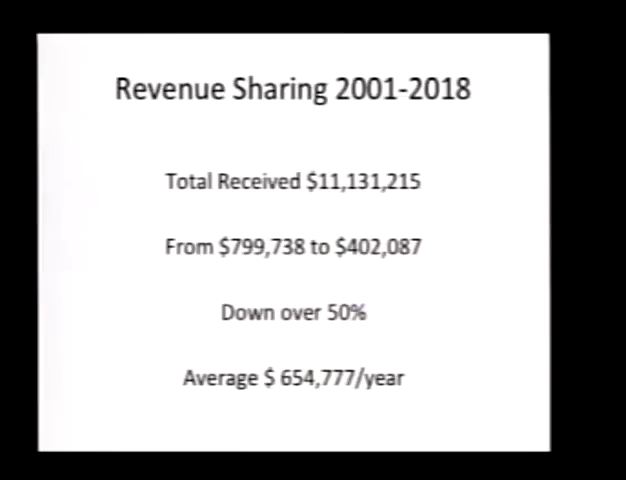 Revenue Sharing 2001-2018
Total Received $11,131,215
From $799,738 to $402,087
Down over 50%
Average $ 654,777/year